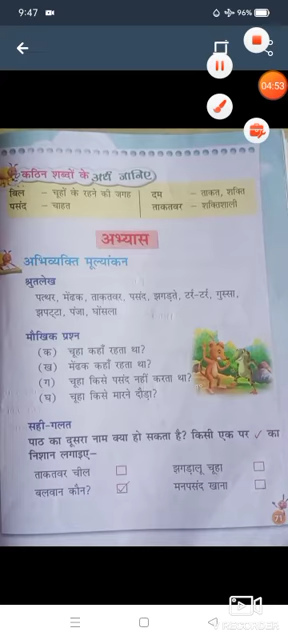 9:47
96%
04:53
कठिन शब्दों के अर्थ जानिए
बिल – चूहों के रहने की जगह
दम – ताकत, शक्ति
पसंद – चाहत
ताकतवर – शक्तिशाली
अभ्यास
अभिव्यक्ति मूल्यांकन
श्रुतलेख
पत्थर, मेंढक, ताकतवर, पसंद, झगड़ते, टर्र-टर्र, गुस्सा,
झपट्टा, पंजा, घोंसला
मौखिक प्रश्न
(क) चूहा कहाँ रहता था?
(ख) मेंढक कहाँ रहता था?
(ग) चूहा किसे पसंद नहीं करता था?
(घ) चूहा किसे मारने दौड़ा?
सही-गलत
पाठ का दूसरा नाम क्या हो सकता है? किसी एक पर ✓ का
निशान लगाइए–
ताकतवर चील
झगड़ालू चूहा
बलवान कौन? ✓
मनपसंद खाना
71
RECORDER